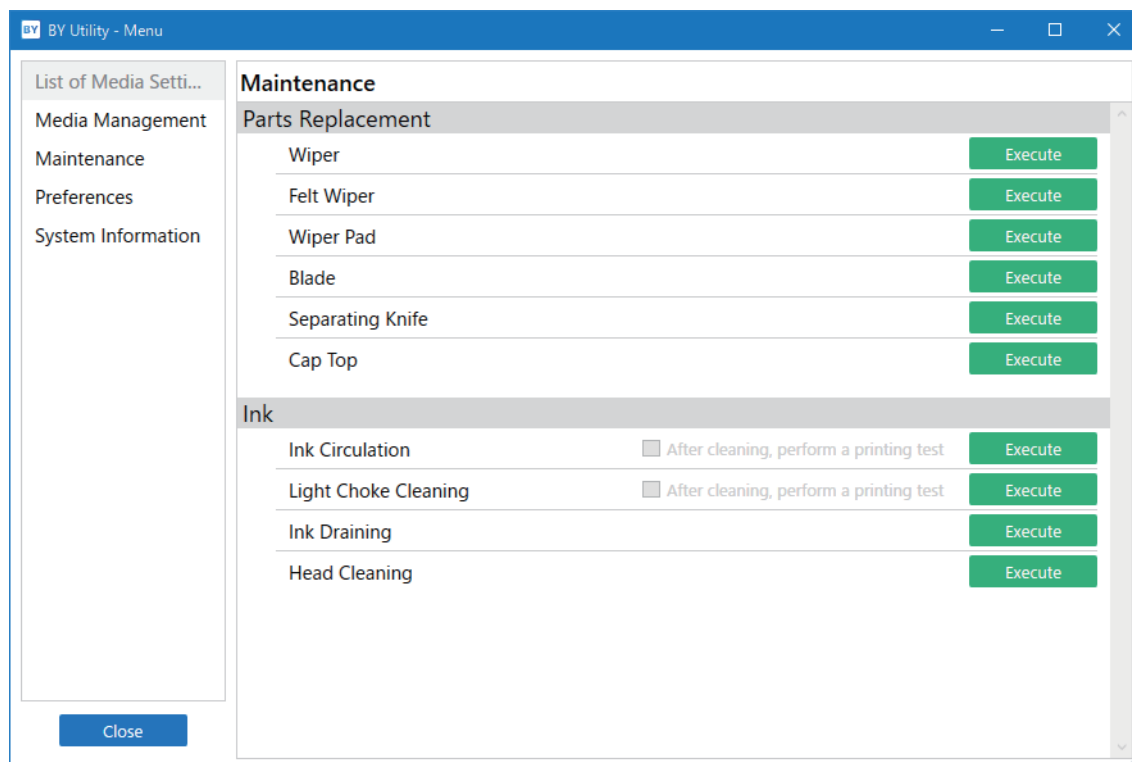 BY BY Utility - Menu
List of Media Setti...
Media Management
Maintenance
Preferences
System Information
Close
Maintenance
Parts Replacement
Wiper Execute
Felt Wiper Execute
Wiper Pad Execute
Blade Execute
Separating Knife Execute
Cap Top Execute
Ink
Ink Circulation After cleaning, perform a printing test Execute
Light Choke Cleaning After cleaning, perform a printing test Execute
Ink Draining Execute
Head Cleaning Execute